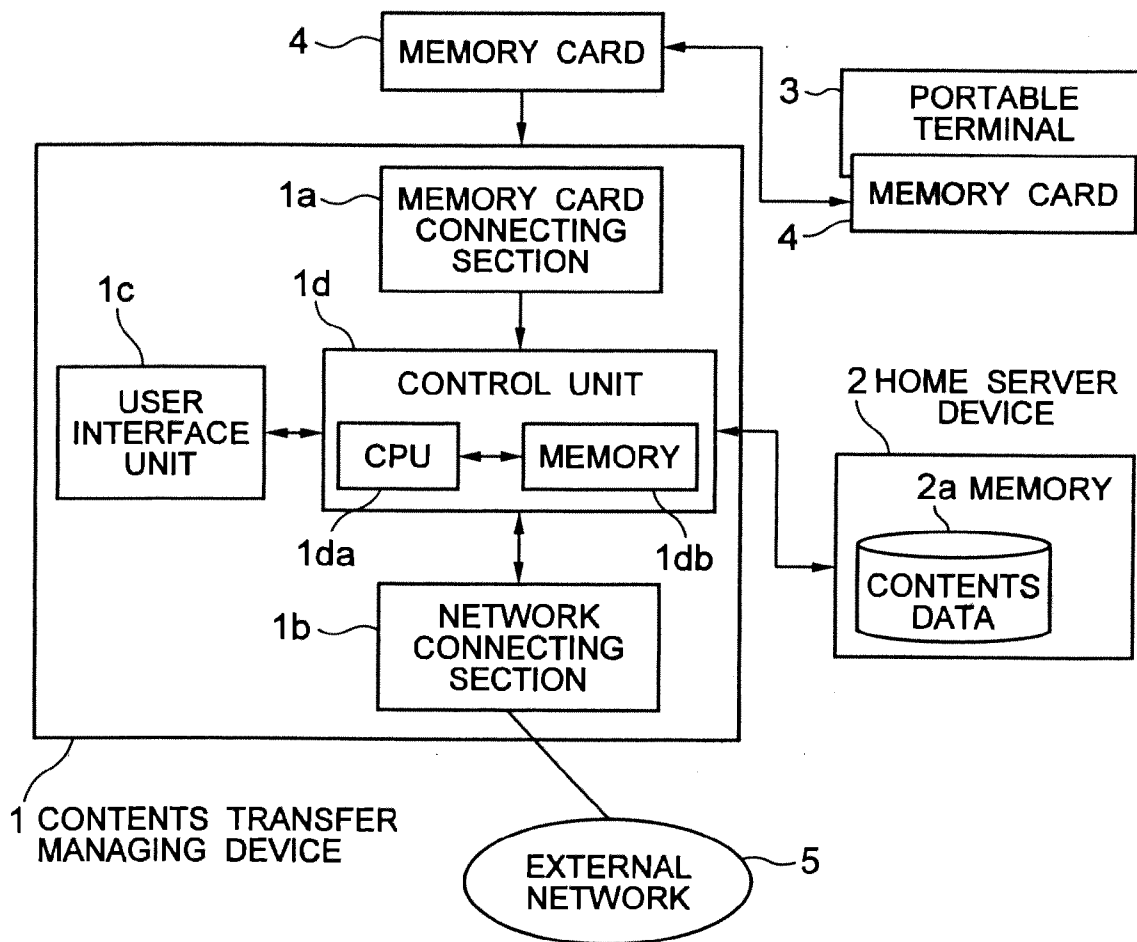 4
MEMORY CARD
3
PORTABLE
TERMINAL
MEMORY CARD
4
1a
MEMORY CARD
CONNECTING
SECTION
1c
USER
INTERFACE
UNIT
1d
CONTROL UNIT
CPU
MEMORY
1da
1db
2 HOME SERVER
DEVICE
2a MEMORY
CONTENTS
DATA
1b
NETWORK
CONNECTING
SECTION
1 CONTENTS TRANSFER
MANAGING DEVICE
EXTERNAL
NETWORK
5